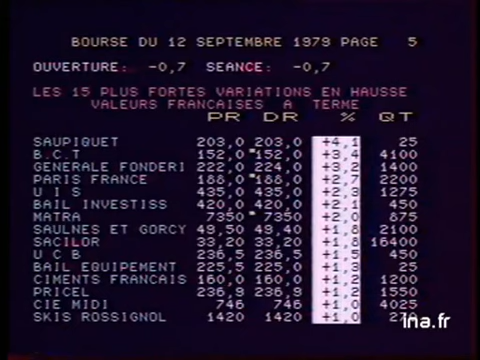 BOURSE DU 12 SEPTEMBRE 1979 PAGE 5
OUVERTURE: -0,7 SEANCE: -0,7
LES 15 PLUS FORTES VARIATIONS EN HAUSSE
VALEURS FRANCAISES A TERME
PR DR % QT
SAUPIQUET 203,0 203,0 +4,1 25
B.C.T 152,0 152,0 +3,4 4100
GENERALE FONDERI 222,0 224,0 +3,2 1400
PARIS FRANCE 188,0 188,0 +2,7 2200
U I S 435,0 435,0 +2,3 1275
BAIL INVESTISS 420,0 420,0 +2,1 450
MATRA 7350 7350 +2,0 875
SAULNES ET GORCY 49,50 49,40 +1,8 2100
SACILOR 33,20 33,20 +1,8 16400
U C B 236,5 236,5 +1,5 450
BAIL EQUIPEMENT 225,5 225,0 +1,3 25
CIMENTS FRANCAIS 160,0 160,0 +1,2 1200
PRICEL 236,9 236,9 +1,2 1550
CIE MIDI 746 746 +1,0 4025
SKIS ROSSIGNOL 1420 1420 +1,0
ina.fr